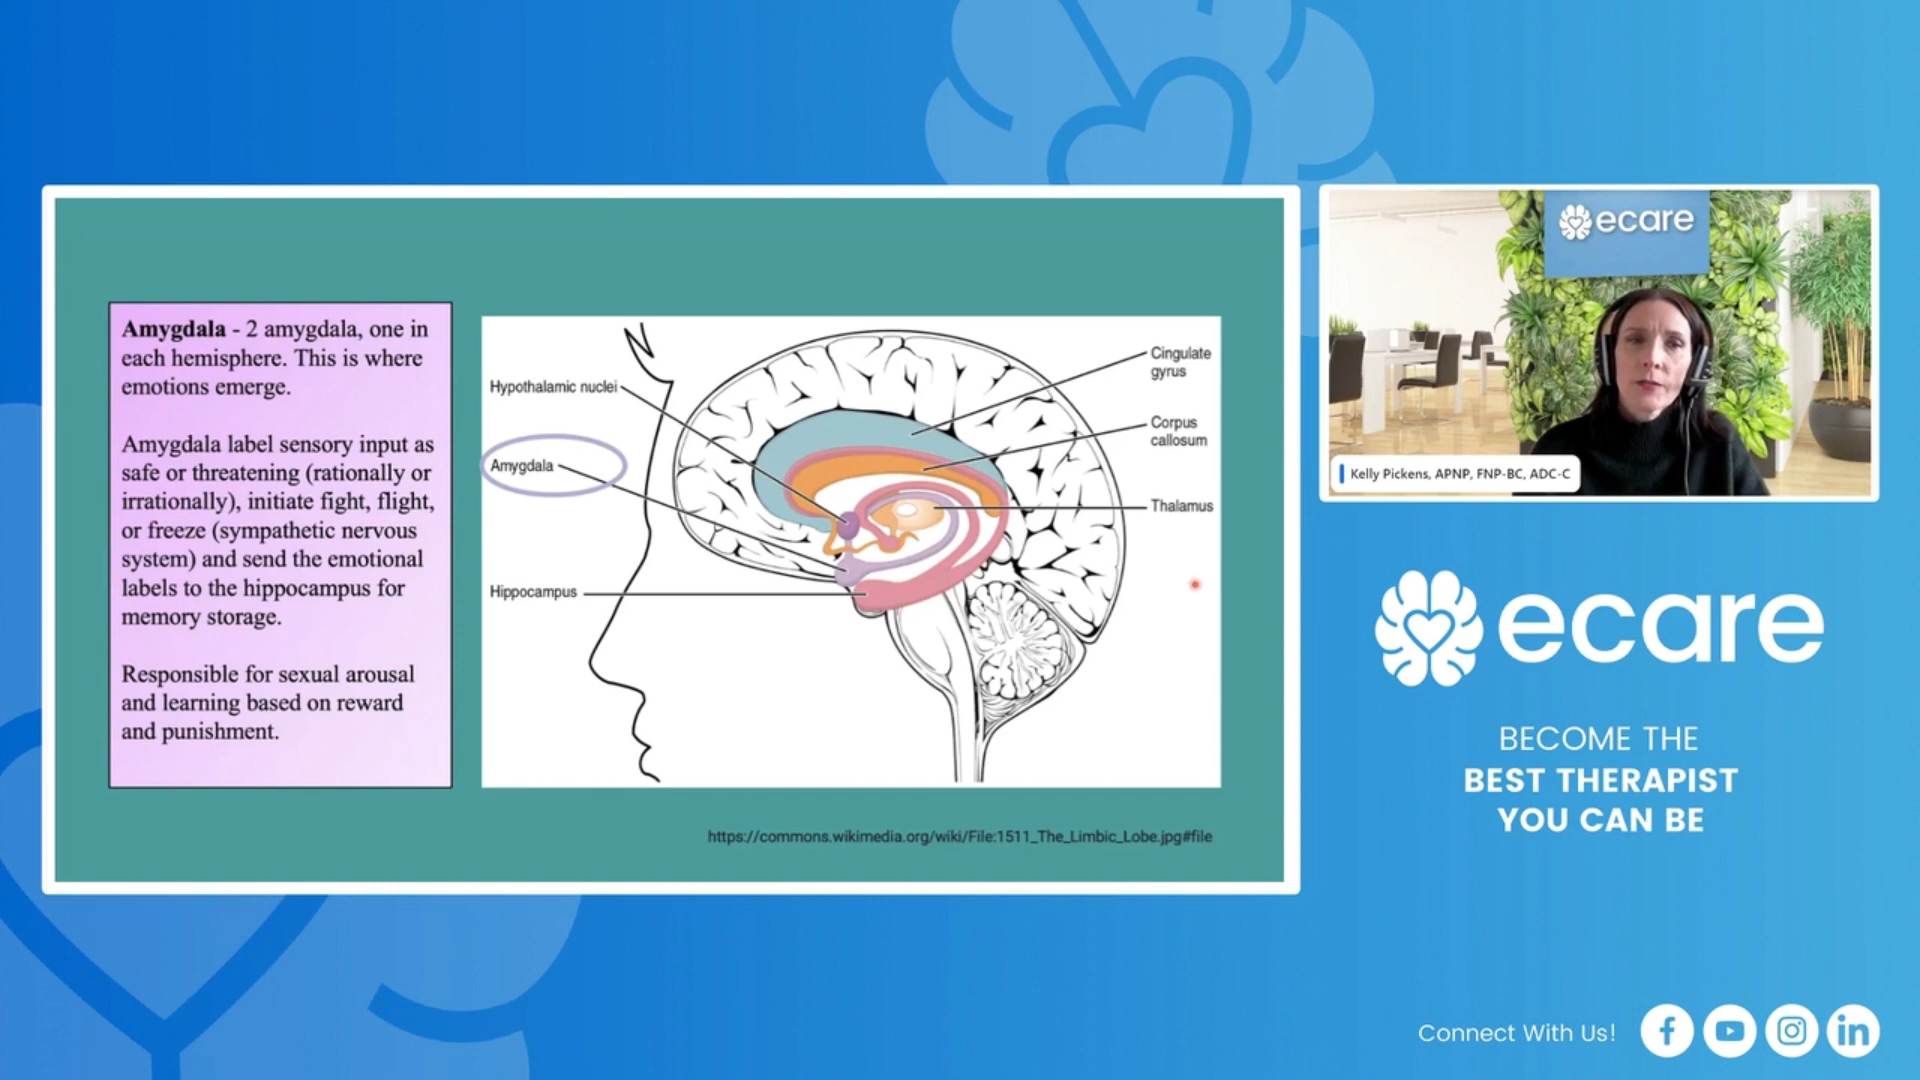 Amygdala - 2 amygdala, one in
each hemisphere. This is where
emotions emerge.
Amygdala label sensory input as
safe or threatening (rationally or
irrationally), initiate fight, flight,
or freeze (sympathetic nervous
system) and send the emotional
labels to the hippocampus for
memory storage.
Responsible for sexual arousal
and learning based on reward
and punishment.
Hypothalamic nuclei
Amygdala
Hippocampus
Cingulate
gyrus
Corpus
callosum
Thalamus
https://commons.wikimedia.org/wiki/File:1511_The_Limbic_Lobe.jpg#file
ecare
Kelly Pickens, APNP, FNP-BC, ADC-C
ecare
BECOME THE
BEST THERAPIST
YOU CAN BE
Connect With Us!